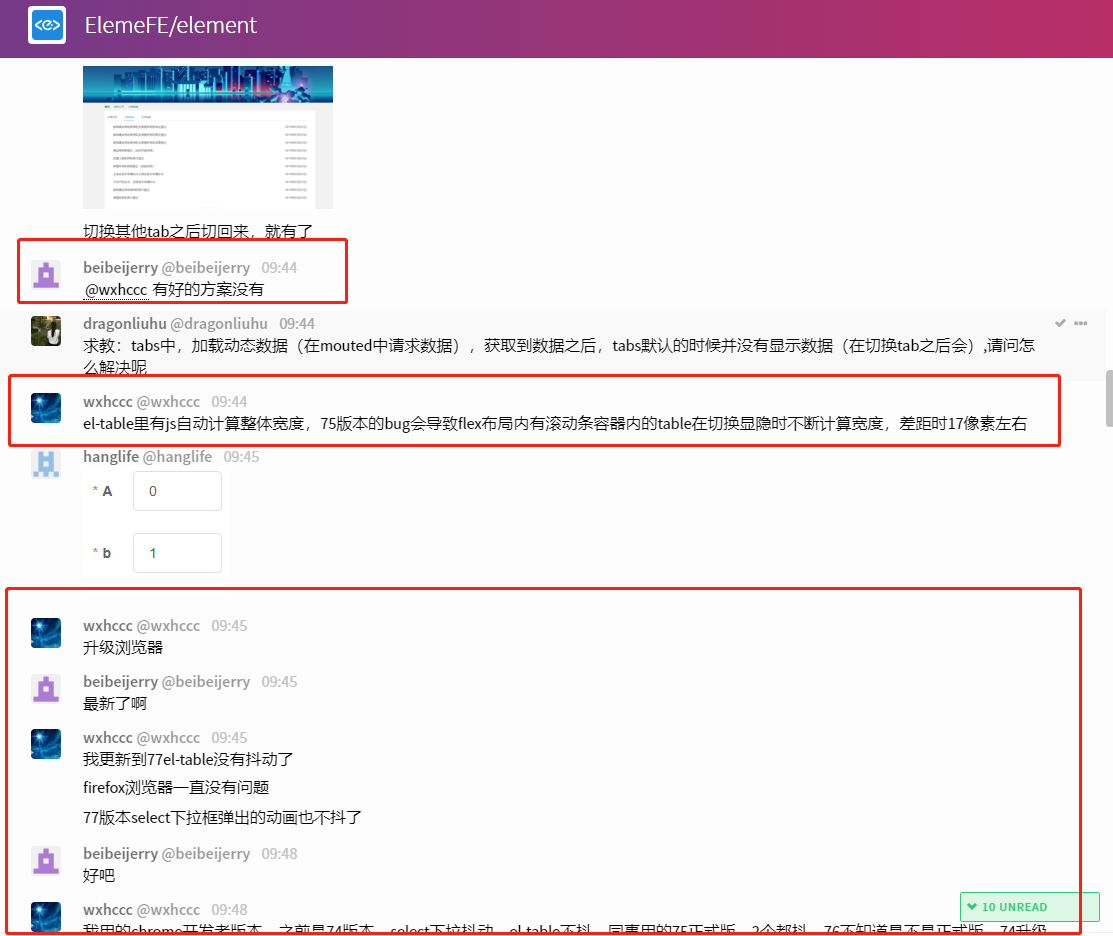 ElemeFE/element
切换其他tab之后切回来，就有了
beibeijerry @beibeijerry 09:44
@wxhccc 有好的方案没有
dragonliuhu @dragonliuhu 09:44
求教：tabs中，加载动态数据（在mouted中请求数据），获取到数据之后，tabs默认的时候并没有显示数据（在切换tab之后会）,请问怎
么解决呢
wxhccc @wxhccc 09:44
el-table里有js自动计算整体宽度，75版本的bug会导致flex布局内有滚动条容器内的table在切换显隐时不断计算宽度，差距时17像素左右
hanglife @hanglife 09:45
* A 0
* b 1
wxhccc @wxhccc 09:45
升级浏览器
beibeijerry @beibeijerry 09:45
最新了啊
wxhccc @wxhccc 09:45
我更新到77el-table没有抖动了
firefox浏览器一直没有问题
77版本select下拉框弹出的动画也不抖了
beibeijerry @beibeijerry 09:48
好吧
wxhccc @wxhccc 09:48
10 UNREAD
我用的chrome开发者版本，之前是74版本，select下拉抖动，el-table不抖，同事用的75正式版，2个都抖，76不知道是不是正式版，74升级